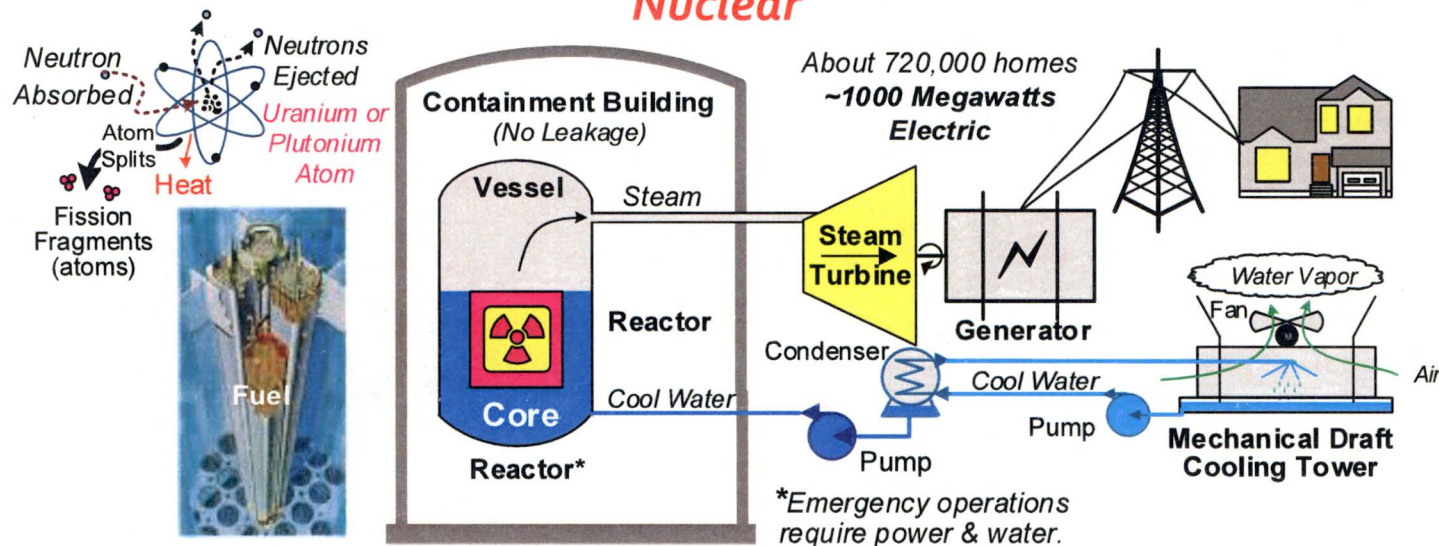 Nuclear
Neutron
Absorbed
Neutrons
Ejected
Uranium or
Plutonium
Atom
Atom
Splits
Heat
Fission
Fragments
(atoms)
Fuel
Containment Building
(No Leakage)
Vessel
Steam
Reactor
Core
Cool Water
Reactor*
About 720,000 homes
~1000 Megawatts
Electric
Steam
Turbine
Generator
Condenser
Cool Water
Pump
Pump
*Emergency operations
require power & water.
Water Vapor
Fan
M
Air
Mechanical Draft
Cooling Tower